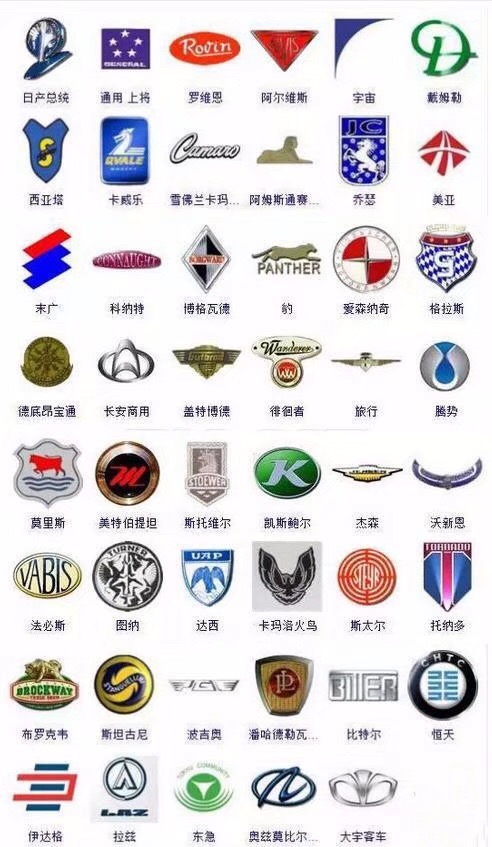 GENERAL
Rovin
日产总统 通用 上将 罗维恩 阿尔维斯 宇宙 戴姆勒
S
QVALE
Camaro
JC
西亚塔 卡威乐 雪佛兰卡玛... 阿姆斯通赛... 乔瑟 美亚
CONNAUGHT
BORGWARD
PANTHER
G
末广 科纳特 博格瓦德 豹 爱森纳奇 格拉斯
Gutbrod
Wanderer
W
德底昂宝通 长安商用 盖特博德 徘徊者 旅行 腾势
m
STOEWER
K
JENSEN
莫里斯 美特伯提坦 斯托维尔 凯斯鲍尔 杰森 沃新恩
VABIS
TURNER
UAP
STEYR
TORNADO
法必斯 图纳 达西 卡玛洛火鸟 斯太尔 托纳多
BROCKWAY
STANGUELLINI
PL
BITTER
CHTC
布罗克韦 斯坦古尼 波吉奥 潘哈德勒瓦... 比特尔 恒天
LAZ
TOKYU COMMUNITY
伊达格 拉兹 东急 奥兹莫比尔... 大宇客车